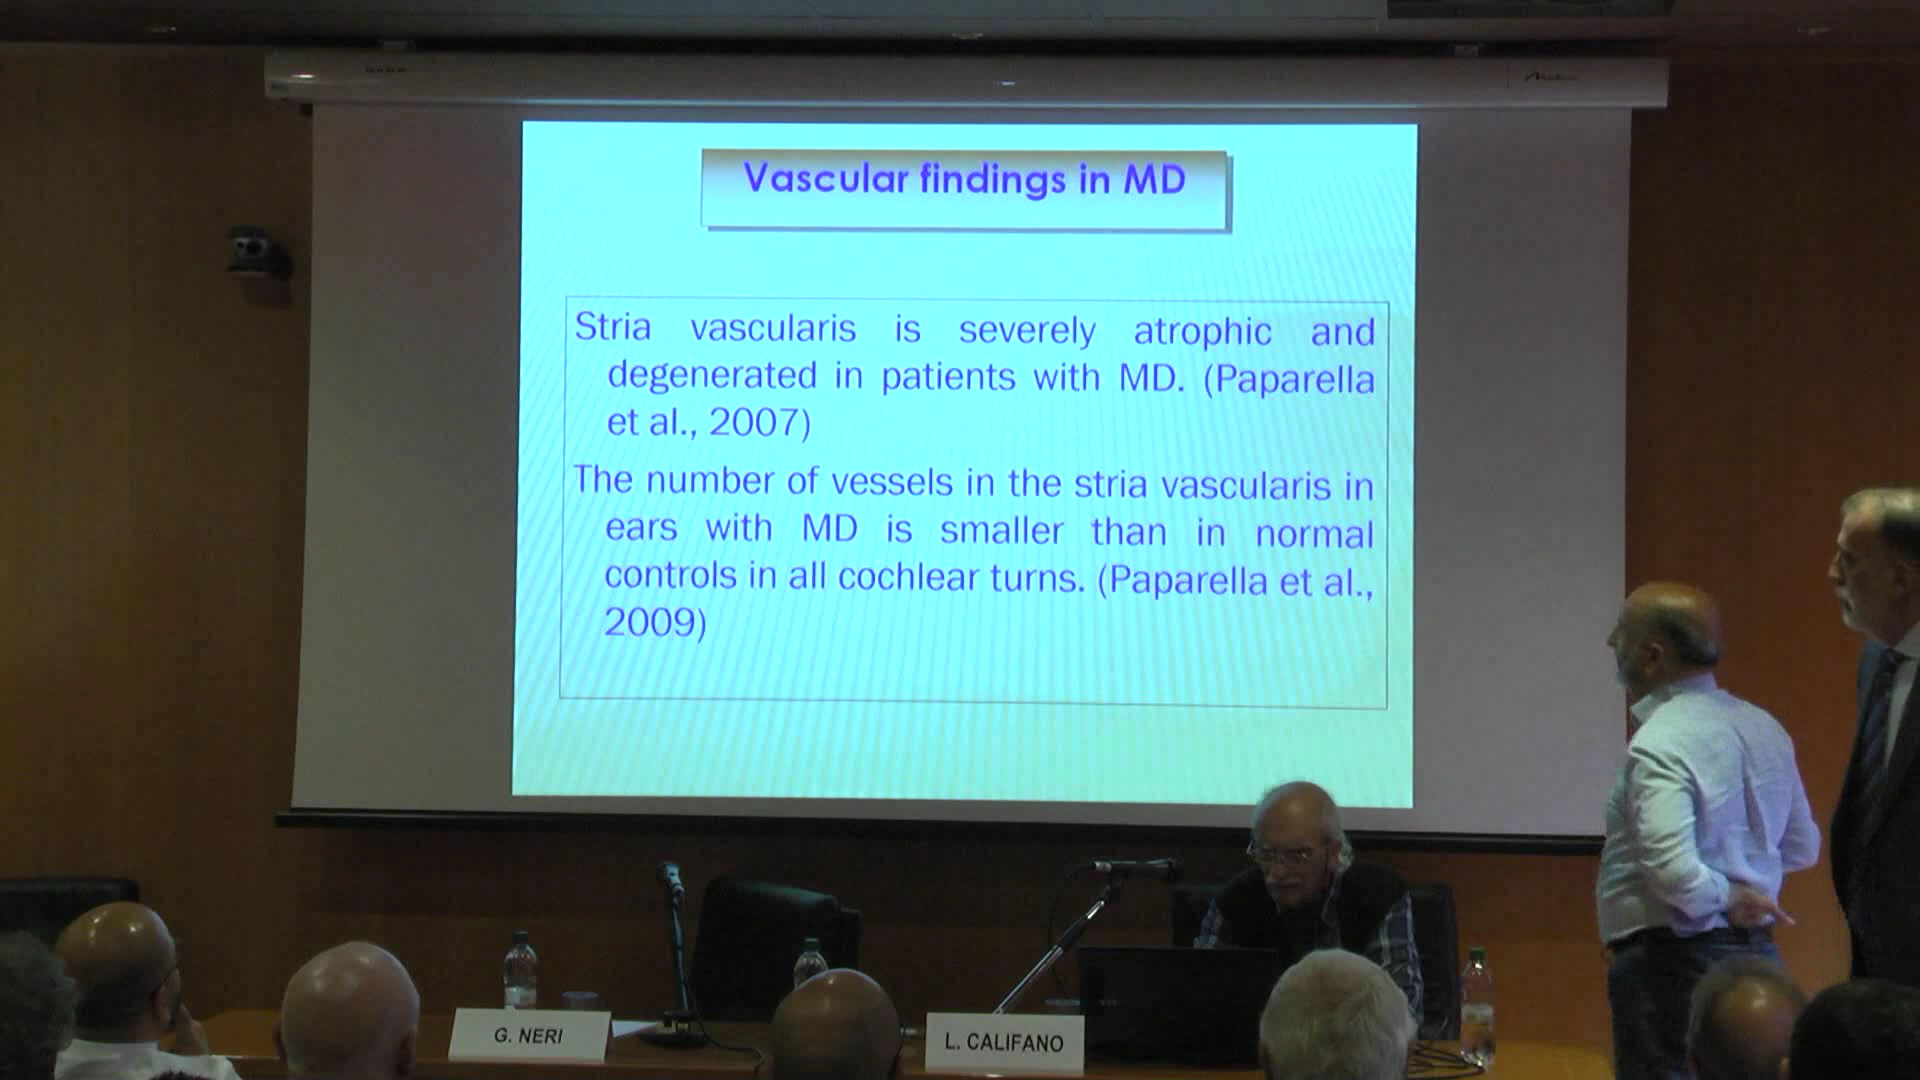 Vascular findings in MD
Stria vascularis is severely atrophic and
degenerated in patients with MD. (Paparella
et al., 2007)
The number of vessels in the stria vascularis in
ears with MD is smaller than in normal
controls in all cochlear turns. (Paparella et al.,
2009)
G. NERI
L. CALIFANO